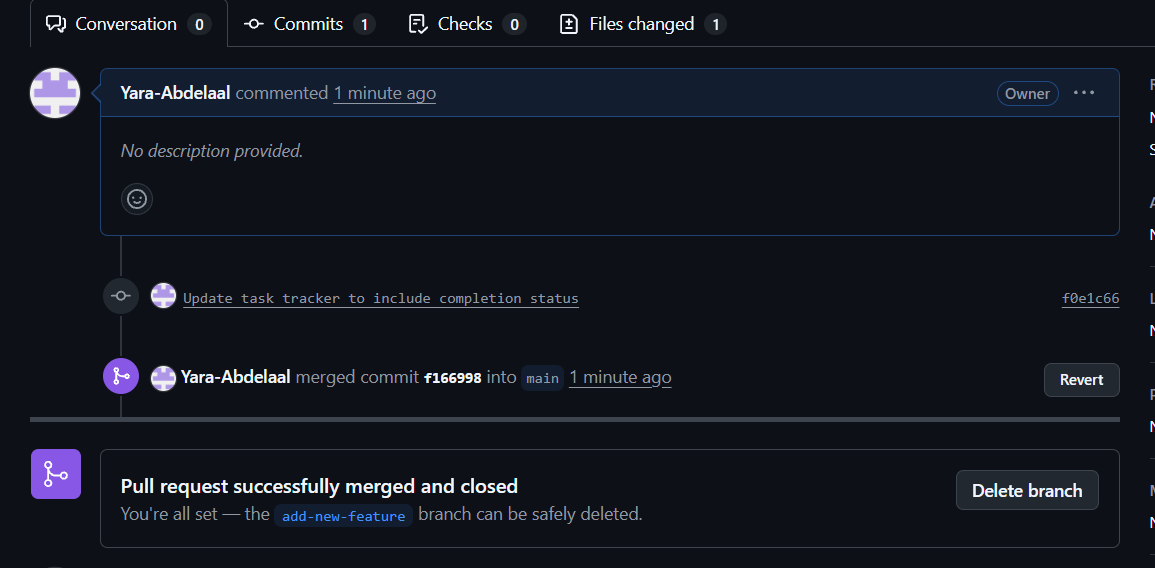 Conversation 0 Commits 1 Checks 0 Files changed 1
Yara-Abdelaal commented 1 minute ago Owner
No description provided.
Update task tracker to include completion status f0e1c66
Yara-Abdelaal merged commit f166998 into main 1 minute ago Revert
Pull request successfully merged and closed
You're all set — the add-new-feature branch can be safely deleted.
Delete branch